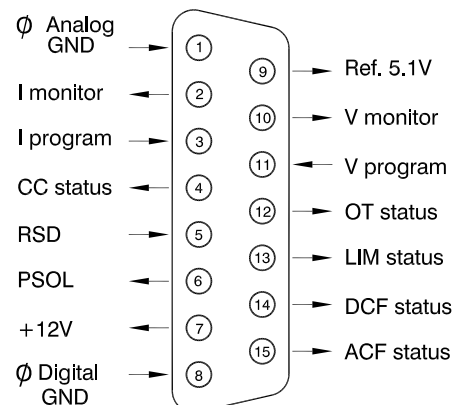 Ø Analog
GND
1
I monitor
2
I program
3
CC status
4
RSD
5
PSOL
6
+12V
7
Ø Digital
GND
8
9
Ref. 5.1V
10
V monitor
11
V program
12
OT status
13
LIM status
14
DCF status
15
ACF status